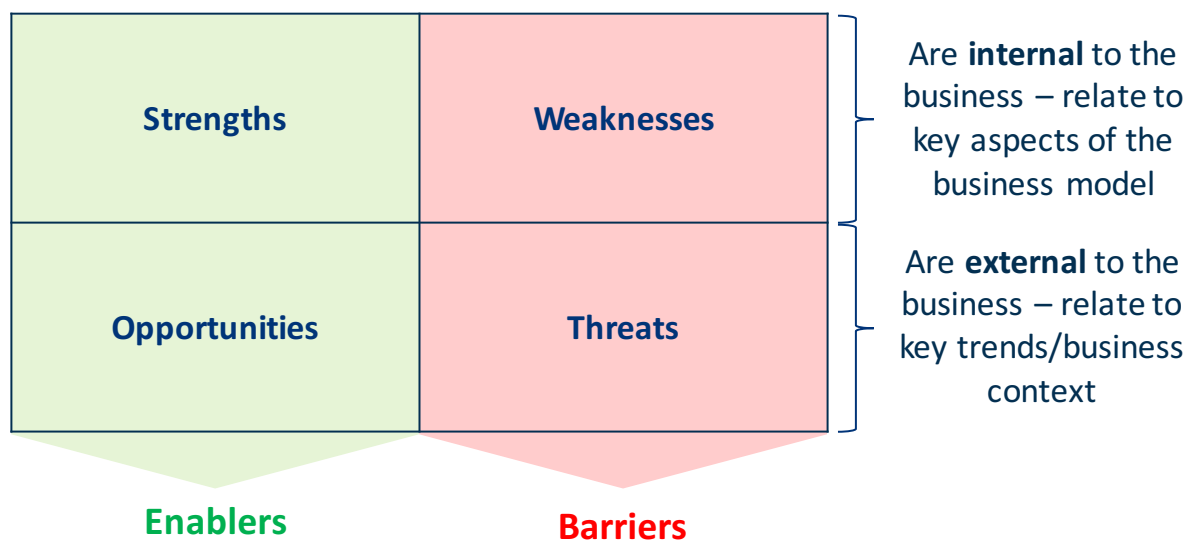 Strengths
Weaknesses
Are internal to the
business – relate to
key aspects of the
business model
Opportunities
Threats
Are external to the
business – relate to
key trends/business
context
Enablers
Barriers